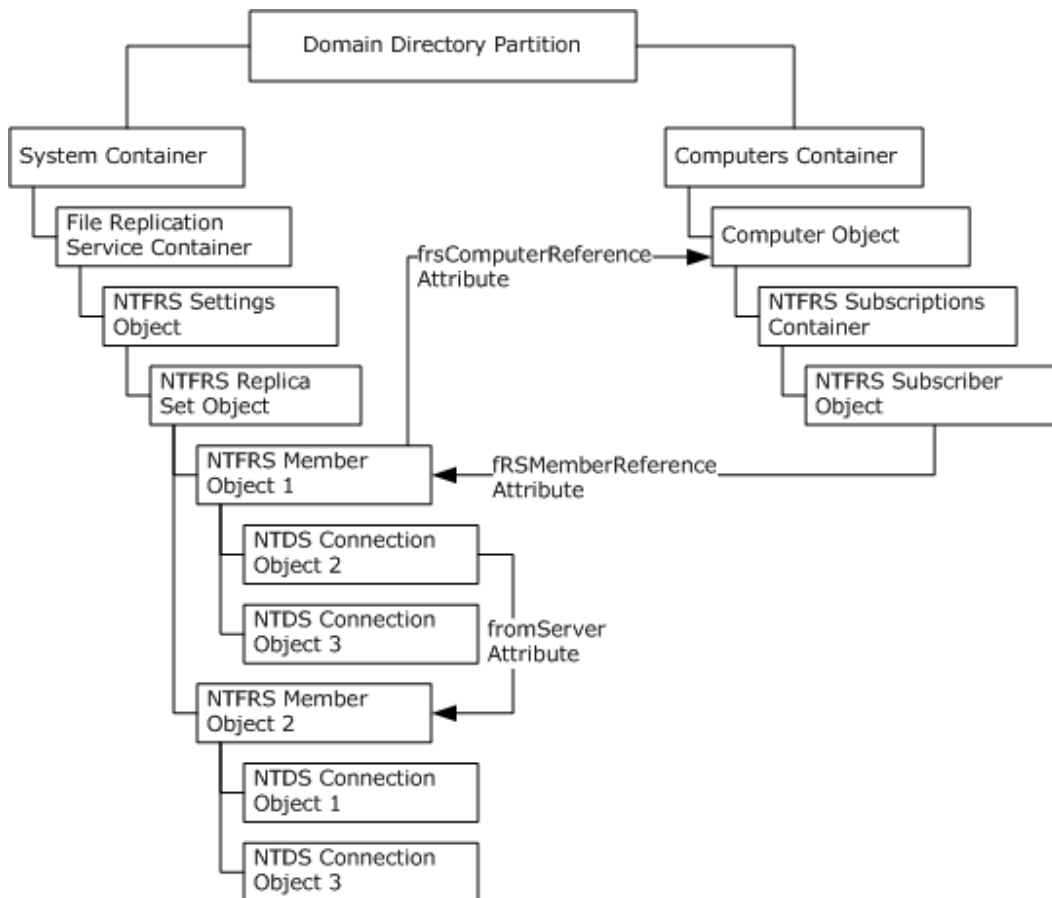 Domain Directory Partition
System Container
Computers Container
File Replication
Service Container
Computer Object
frsComputerReference
Attribute
NTFRS Settings
Object
NTFRS Subscriptions
Container
NTFRS Replica
Set Object
NTFRS Subscriber
Object
NTFRS Member
Object 1
fRSMemberReference
Attribute
NTDS Connection
Object 2
NTDS Connection
Object 3
fromServer
Attribute
NTFRS Member
Object 2
NTDS Connection
Object 1
NTDS Connection
Object 3